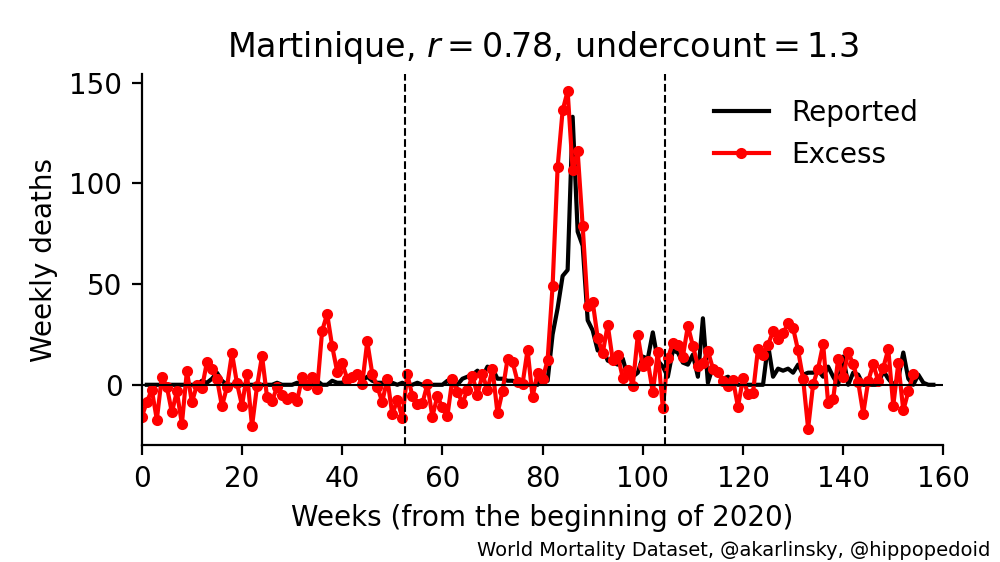 Martinique, r = 0.78, undercount = 1.3
150
100
50
0
Weekly deaths
Reported
Excess
0 20 40 60 80 100 120 140 160
Weeks (from the beginning of 2020)
World Mortality Dataset, @akarlinsky, @hippopedoid